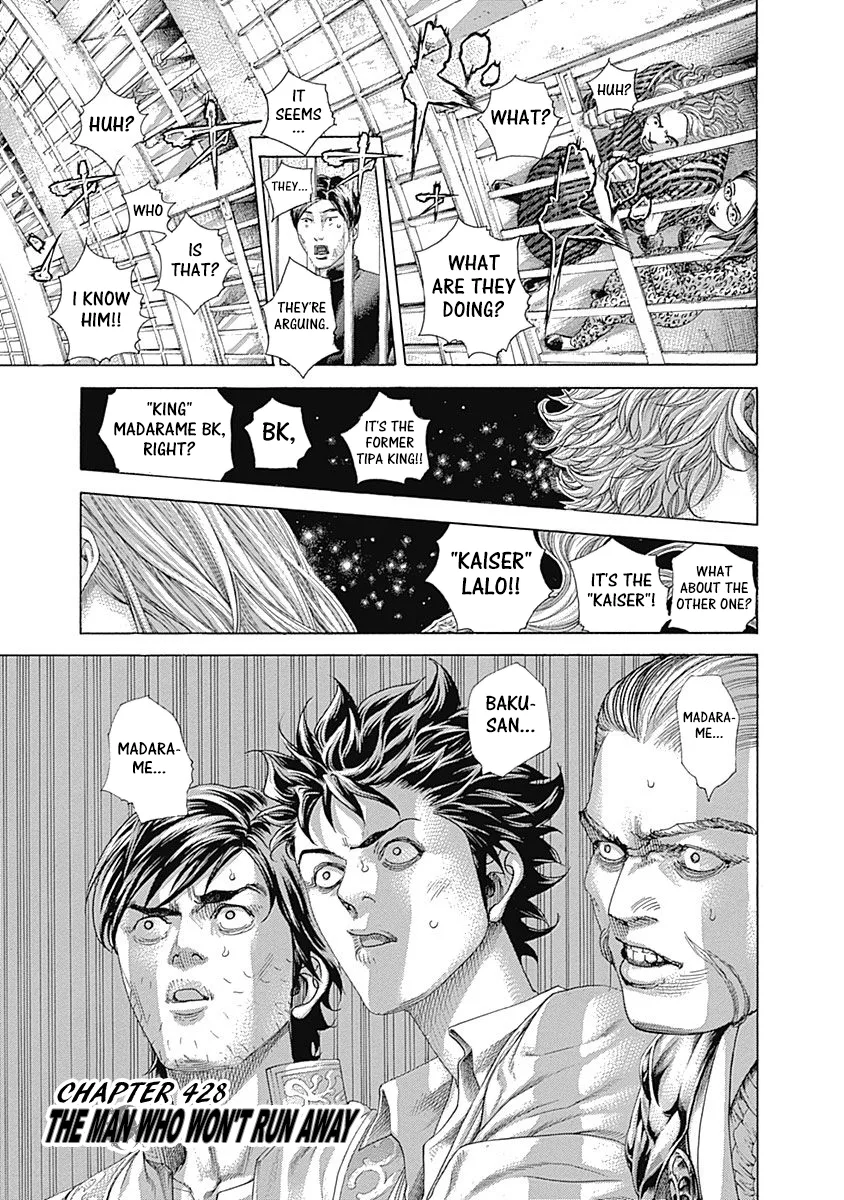 HUH?
WHAT?
WHAT
ARE THEY
DOING?
IT
SEEMS
...
THEY...
THEY'RE
ARGUING.
HUH?
WHO
IS
THAT?
I KNOW
HIM!!
IT'S THE
FORMER
TIPA KING!!
BK,
"KING"
MADARAME BK,
RIGHT?
WHAT
ABOUT THE
OTHER ONE?
IT'S THE
"KAISER"!
"KAISER"
LALO!!
MADARA-
ME...
BAKU-
SAN...
MADARA-
ME...
CHAPTER 428
THE MAN WHO WON'T RUN AWAY